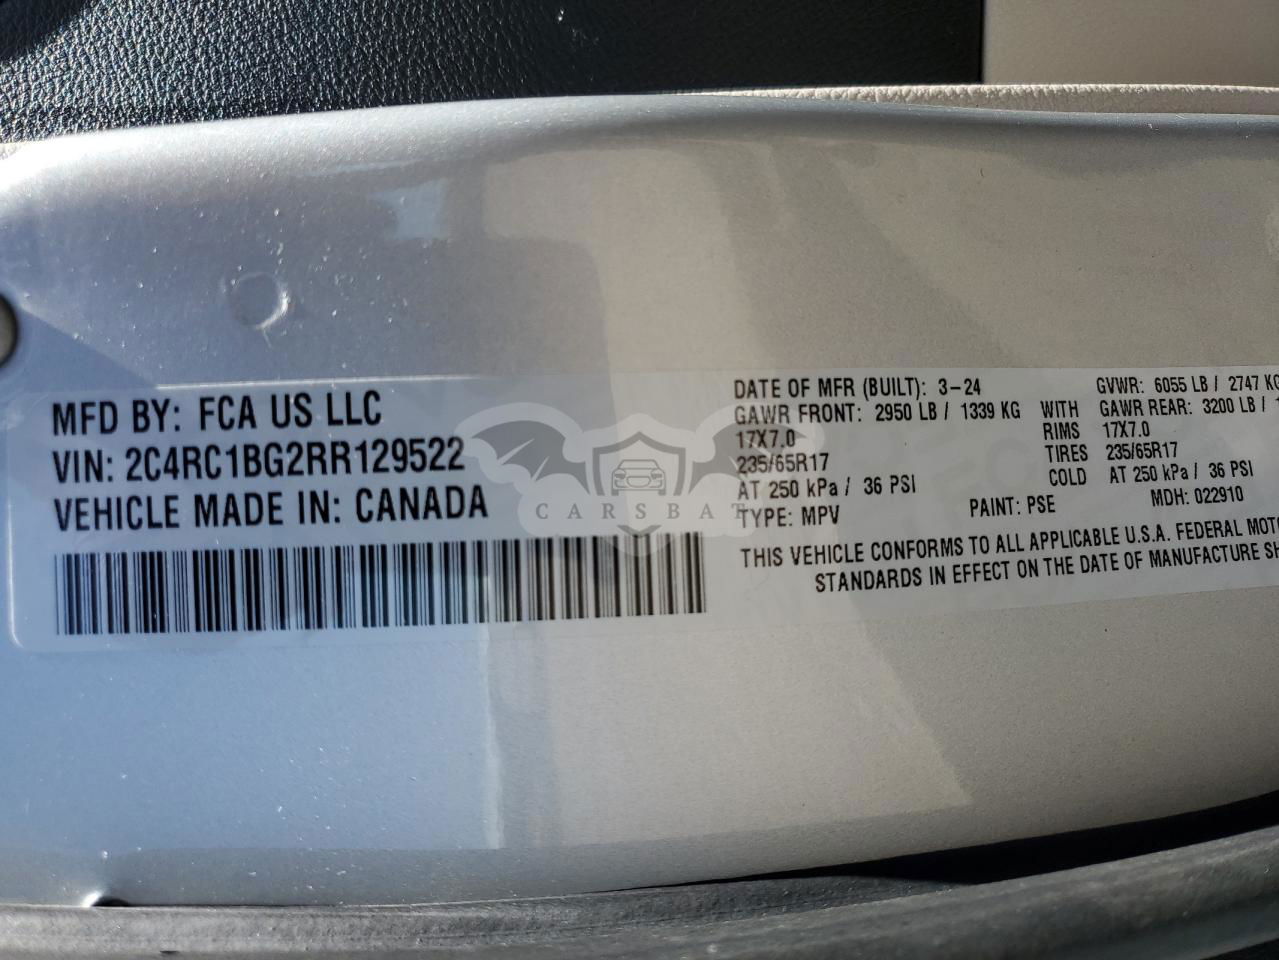 MFD BY: FCA US LLC
VIN: 2C4RC1BG2RR129522
VEHICLE MADE IN: CANADA
DATE OF MFR (BUILT): 3-24 GVWR: 6055 LB / 2747 KG
GAWR FRONT: 2950 LB / 1339 KG WITH GAWR REAR: 3200 LB /
17X7.0 RIMS 17X7.0
235/65R17 TIRES 235/65R17
AT 250 kPa / 36 PSI COLD AT 250 kPa / 36 PSI
TYPE: MPV PAINT: PSE MDH: 022910
THIS VEHICLE CONFORMS TO ALL APPLICABLE U.S.A. FEDERAL
STANDARDS IN EFFECT ON THE DATE OF MANUFACTURE
CARSBAT